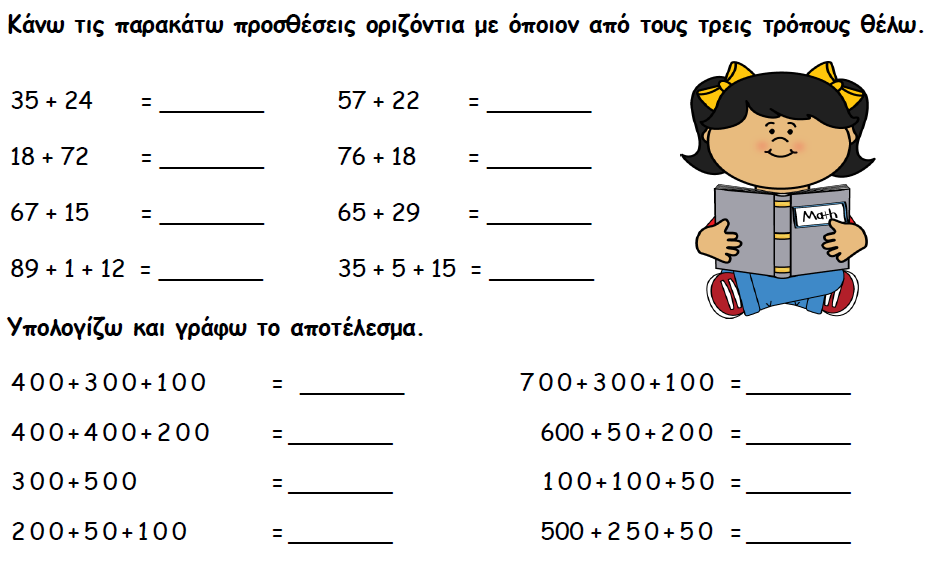 Κάνω τις παρακάτω προσθέσεις οριζόντια με όποιον από τους τρεις τρόπους θέλω.
35 + 24 = ________ 57 + 22 = ________
18 + 72 = ________ 76 + 18 = ________
67 + 15 = ________ 65 + 29 = ________
89 + 1 + 12 = ________ 35 + 5 + 15 = ________
Math
Υπολογίζω και γράφω το αποτέλεσμα.
400+300+100 = ________ 700+300+100 = ________
400+400+200 = ________ 600+50+200 = ________
300+500 = ________ 100+100+50 = ________
200+50+100 = ________ 500+250+50 = ________